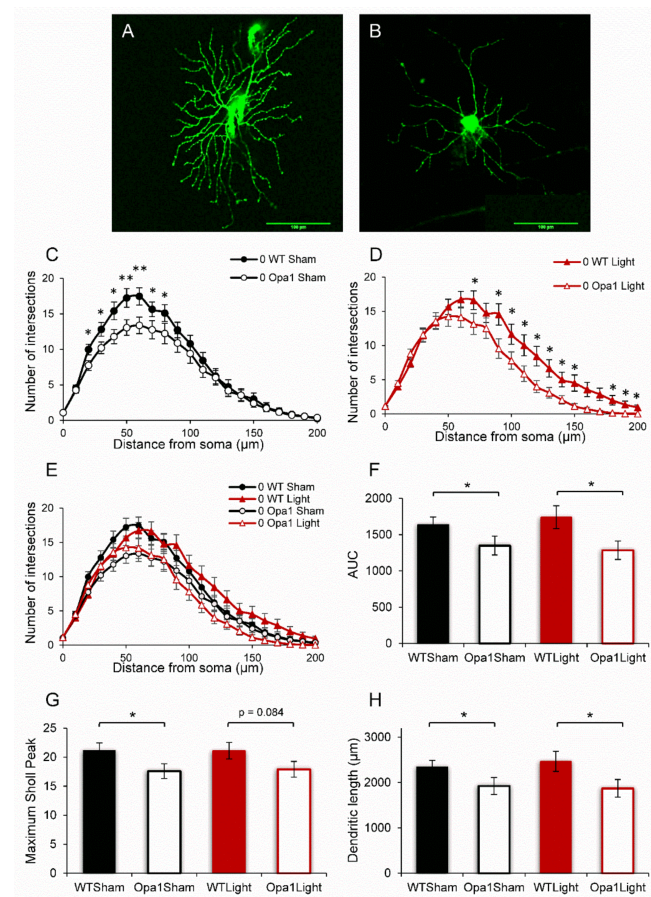 A
B
100 μm
100 μm
C
0 WT Sham
0 Opa1 Sham
Number of intersections
20
15
10
5
0
* * * ** ** * *
0 50 100 150 200
Distance from soma (μm)
D
0 WT Light
0 Opa1 Light
Number of intersections
20
15
10
5
0
* * * * * * * * * * *
0 50 100 150 200
Distance from soma (μm)
E
0 WT Sham
0 WT Light
0 Opa1 Sham
0 Opa1 Light
Number of intersections
20
15
10
5
0
0 50 100 150 200
Distance from soma (μm)
F
AUC
2000
1500
1000
500
0
* *
WTSham Opa1Sham WTLight Opa1Light
G
Maximum Sholl Peak
25
20
15
10
5
0
* p = 0.084
WTSham Opa1Sham WTLight Opa1Light
H
Dendritic length (μm)
3000
2000
1000
0
* *
WTSham Opa1Sham WTLight Opa1Light